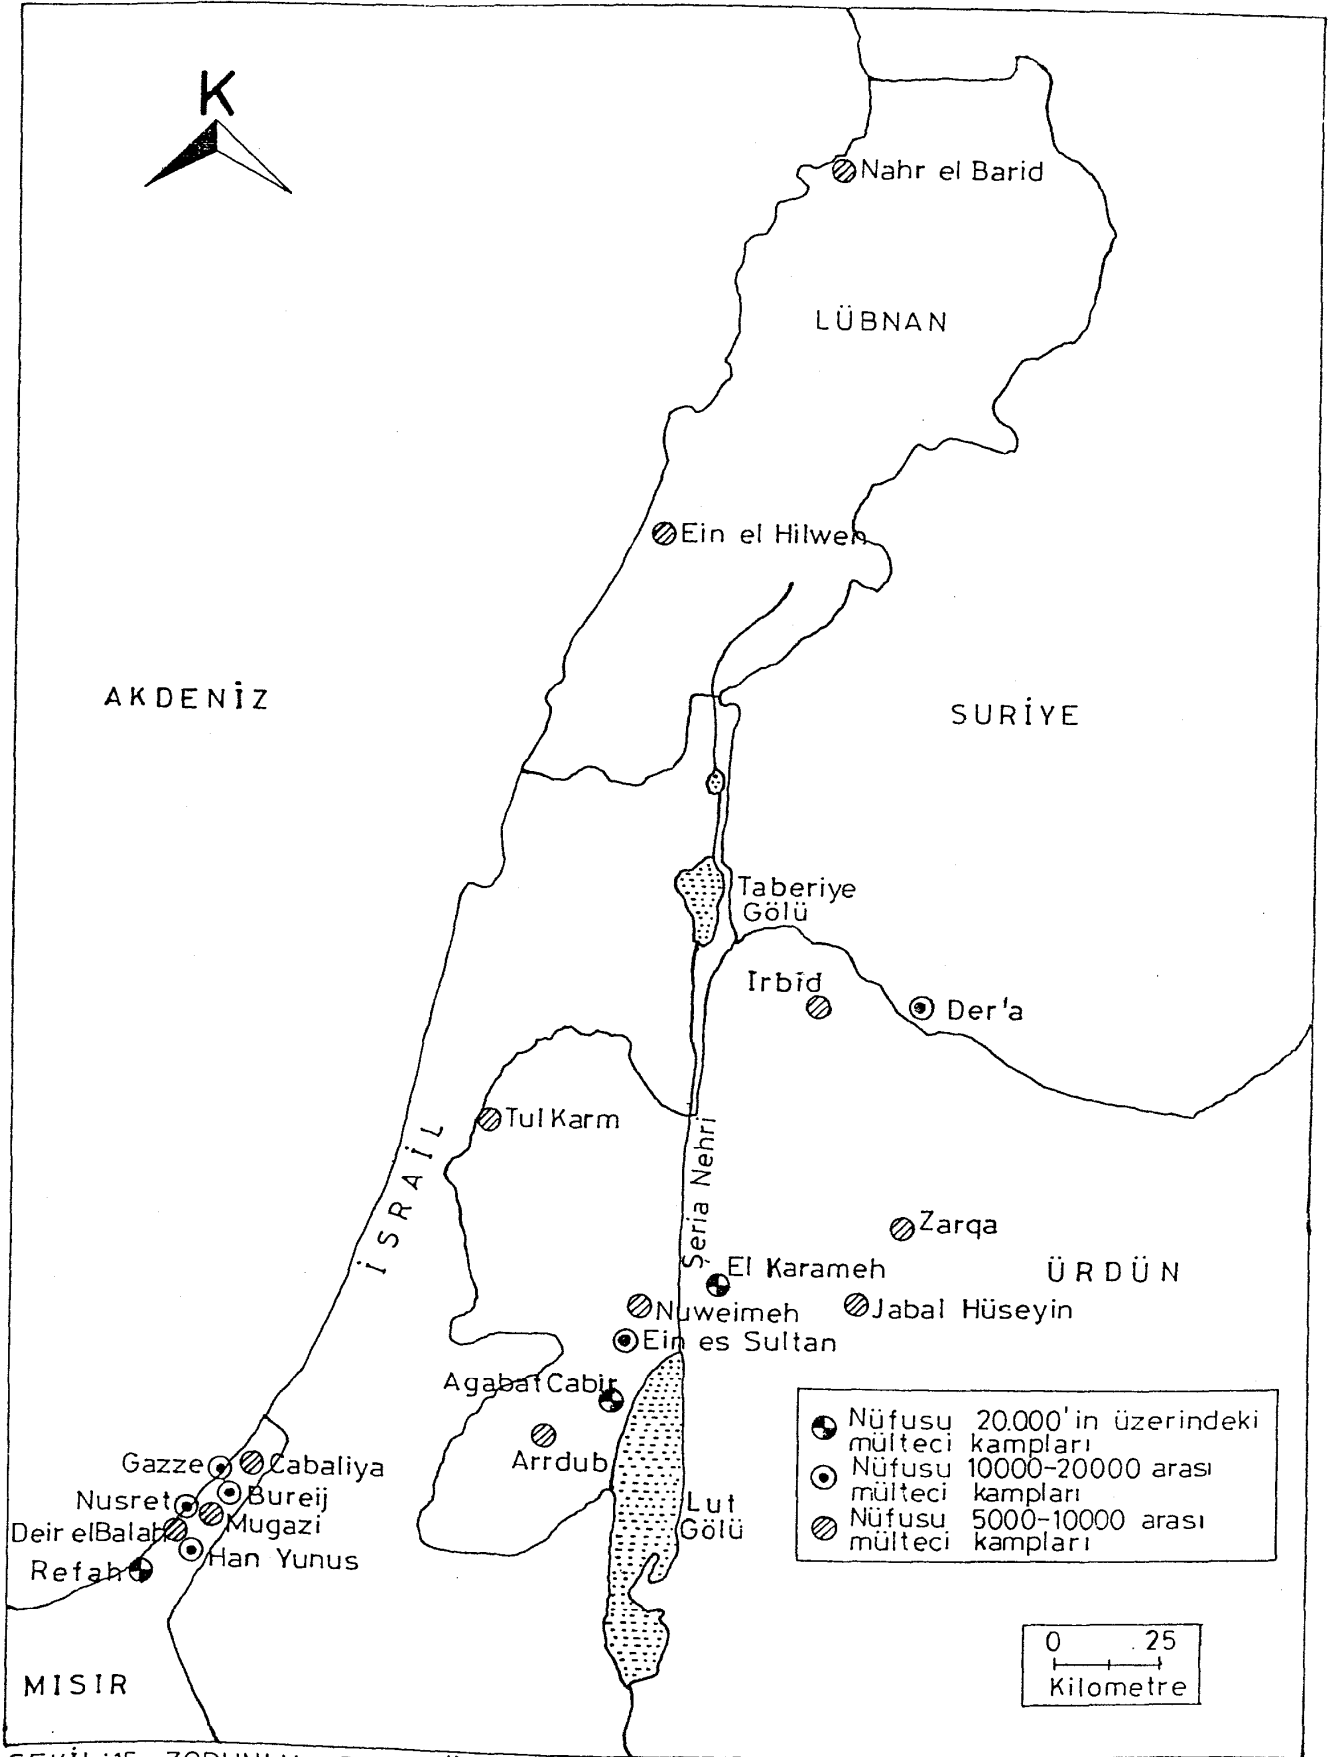 K
Nahr el Barid
LÜBNAN
Ein el Hilweh
AKDENİZ
SURİYE
Taberiye
Gölü
Irbid
Der'a
Tul Karm
İSRAİL
Şeria Nehri
Zarqa
El Karameh
ÜRDÜN
Nuweimeh
Jabal Hüseyin
Ein es Sultan
Agabat Cabir
Arrdub
Gazze
Cabaliya
Nusret
Bureij
Mugazi
Deir elBalah
Han Yunus
Refah
Lut
Gölü
Nüfusu 20.000'in üzerindeki
mülteci kampları
Nüfusu 10000-20000 arası
mülteci kampları
Nüfusu 5000-10000 arası
mülteci kampları
0 25
Kilometre
MISIR